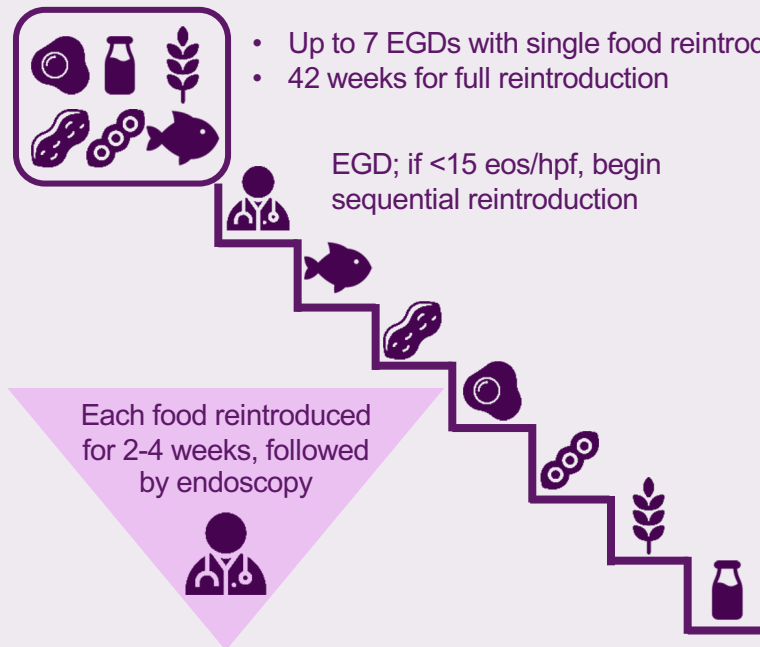 • Up to 7 EGDs with single food
• 42 weeks for full reintroduction
EGD; if <15 eos/hpf, begin
sequential reintroduction
Each food reintroduced
for 2-4 weeks, followed
by endoscopy